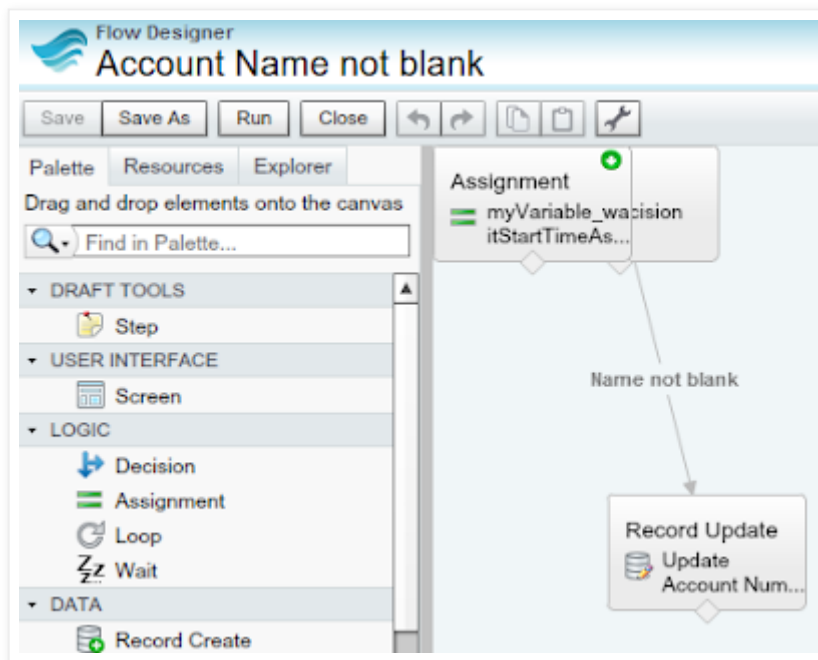 Flow Designer
Account Name not blank
Save Save As Run Close
Palette Resources Explorer
Drag and drop elements onto the canvas
Find in Palette...
DRAFT TOOLS
Step
USER INTERFACE
Screen
LOGIC
Decision
Assignment
Loop
Wait
DATA
Record Create
Assignment
myVariable_wa
itStartTimeAs...
cision
Name not blank
Record Update
Update
Account Num...